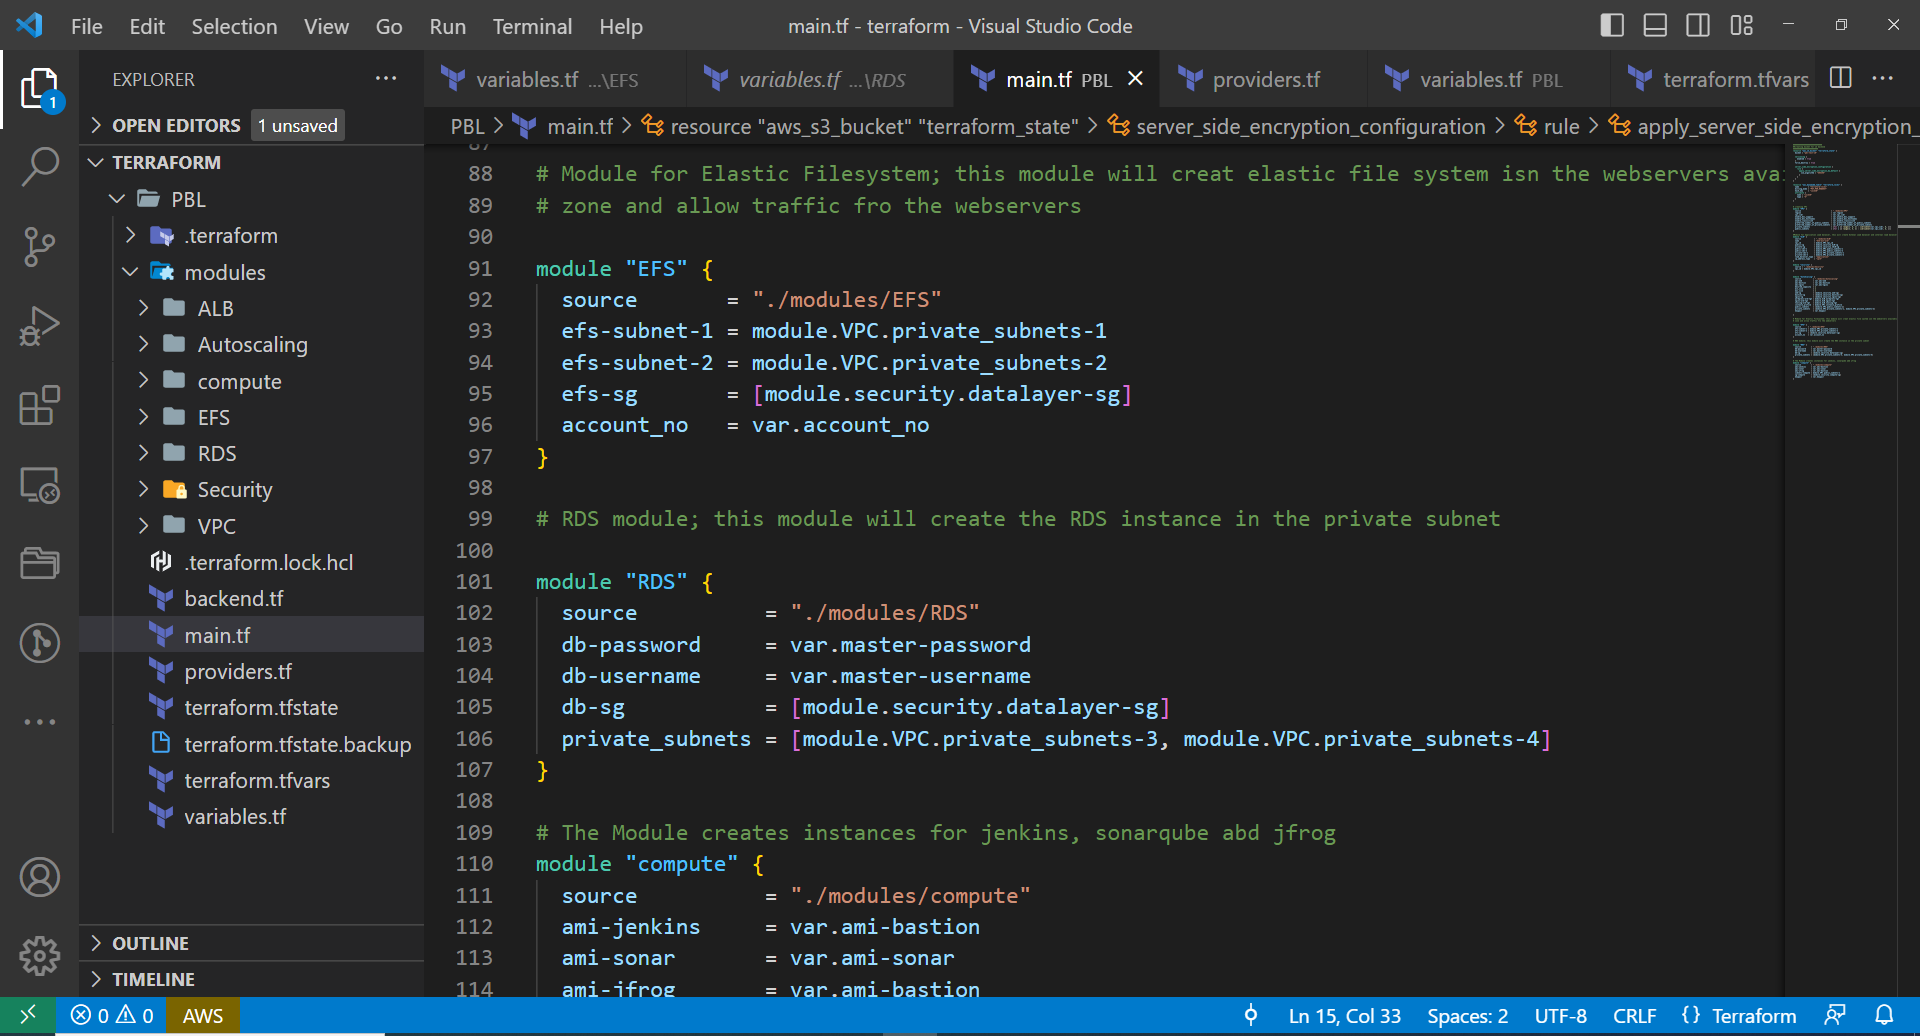 File Edit Selection View Go Run Terminal Help
main.tf - terraform - Visual Studio Code
EXPLORER
1
OPEN EDITORS 1 unsaved
TERRAFORM
PBL
.terraform
modules
ALB
Autoscaling
compute
EFS
RDS
Security
VPC
.terraform.lock.hcl
backend.tf
main.tf
providers.tf
terraform.tfstate
terraform.tfstate.backup
terraform.tfvars
variables.tf
OUTLINE
TIMELINE
variables.tf ...\EFS variables.tf ...\RDS main.tf PBL providers.tf variables.tf PBL terraform.tfvars
PBL > main.tf > resource "aws_s3_bucket" "terraform_state" > server_side_encryption_configuration > rule > apply_server_side_encryption_
87
88 # Module for Elastic Filesystem; this module will creat elastic file system isn the webservers avai
89 # zone and allow traffic fro the webservers
90
91 module "EFS" {
92 source = "./modules/EFS"
93 efs-subnet-1 = module.VPC.private_subnets-1
94 efs-subnet-2 = module.VPC.private_subnets-2
95 efs-sg = [module.security.datalayer-sg]
96 account_no = var.account_no
97 }
98
99 # RDS module; this module will create the RDS instance in the private subnet
100
101 module "RDS" {
102 source = "./modules/RDS"
103 db-password = var.master-password
104 db-username = var.master-username
105 db-sg = [module.security.datalayer-sg]
106 private_subnets = [module.VPC.private_subnets-3, module.VPC.private_subnets-4]
107 }
108
109 # The Module creates instances for jenkins, sonarqube abd jfrog
110 module "compute" {
111 source = "./modules/compute"
112 ami-jenkins = var.ami-bastion
113 ami-sonar = var.ami-sonar
114 ami-jfrog = var.ami-bastion
0 0 AWS
Ln 15, Col 33 Spaces: 2 UTF-8 CRLF {} Terraform